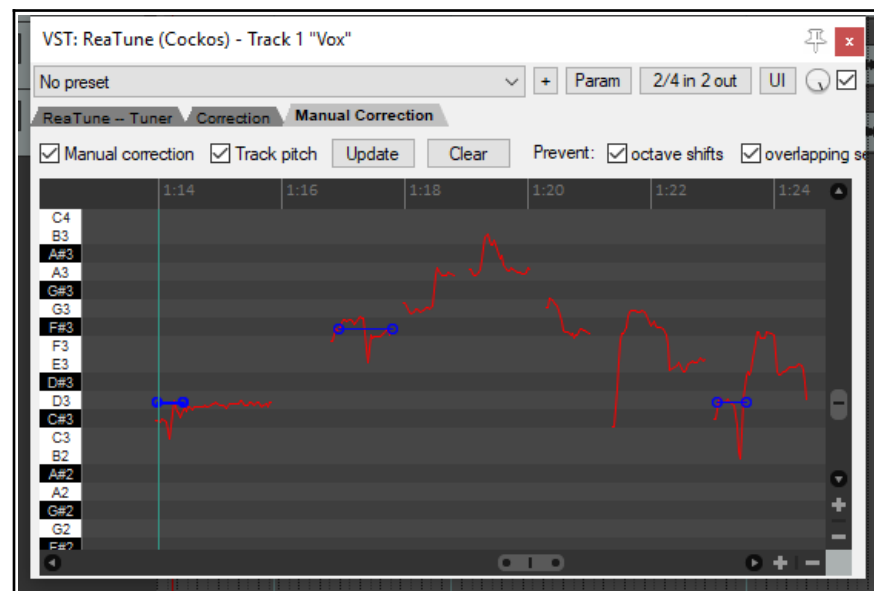 VST: ReaTune (Cockos) - Track 1 "Vox"
x
No preset + Param 2/4 in 2 out UI
ReaTune -- Tuner Correction Manual Correction
Manual correction Track pitch Update Clear Prevent: octave shifts overlapping se
1:14 1:16 1:18 1:20 1:22 1:24
C4
B3
A#3
A3
G#3
G3
F#3
F3
E3
D#3
D3
C#3
C3
B2
A#2
A2
G#2
G2
F#2